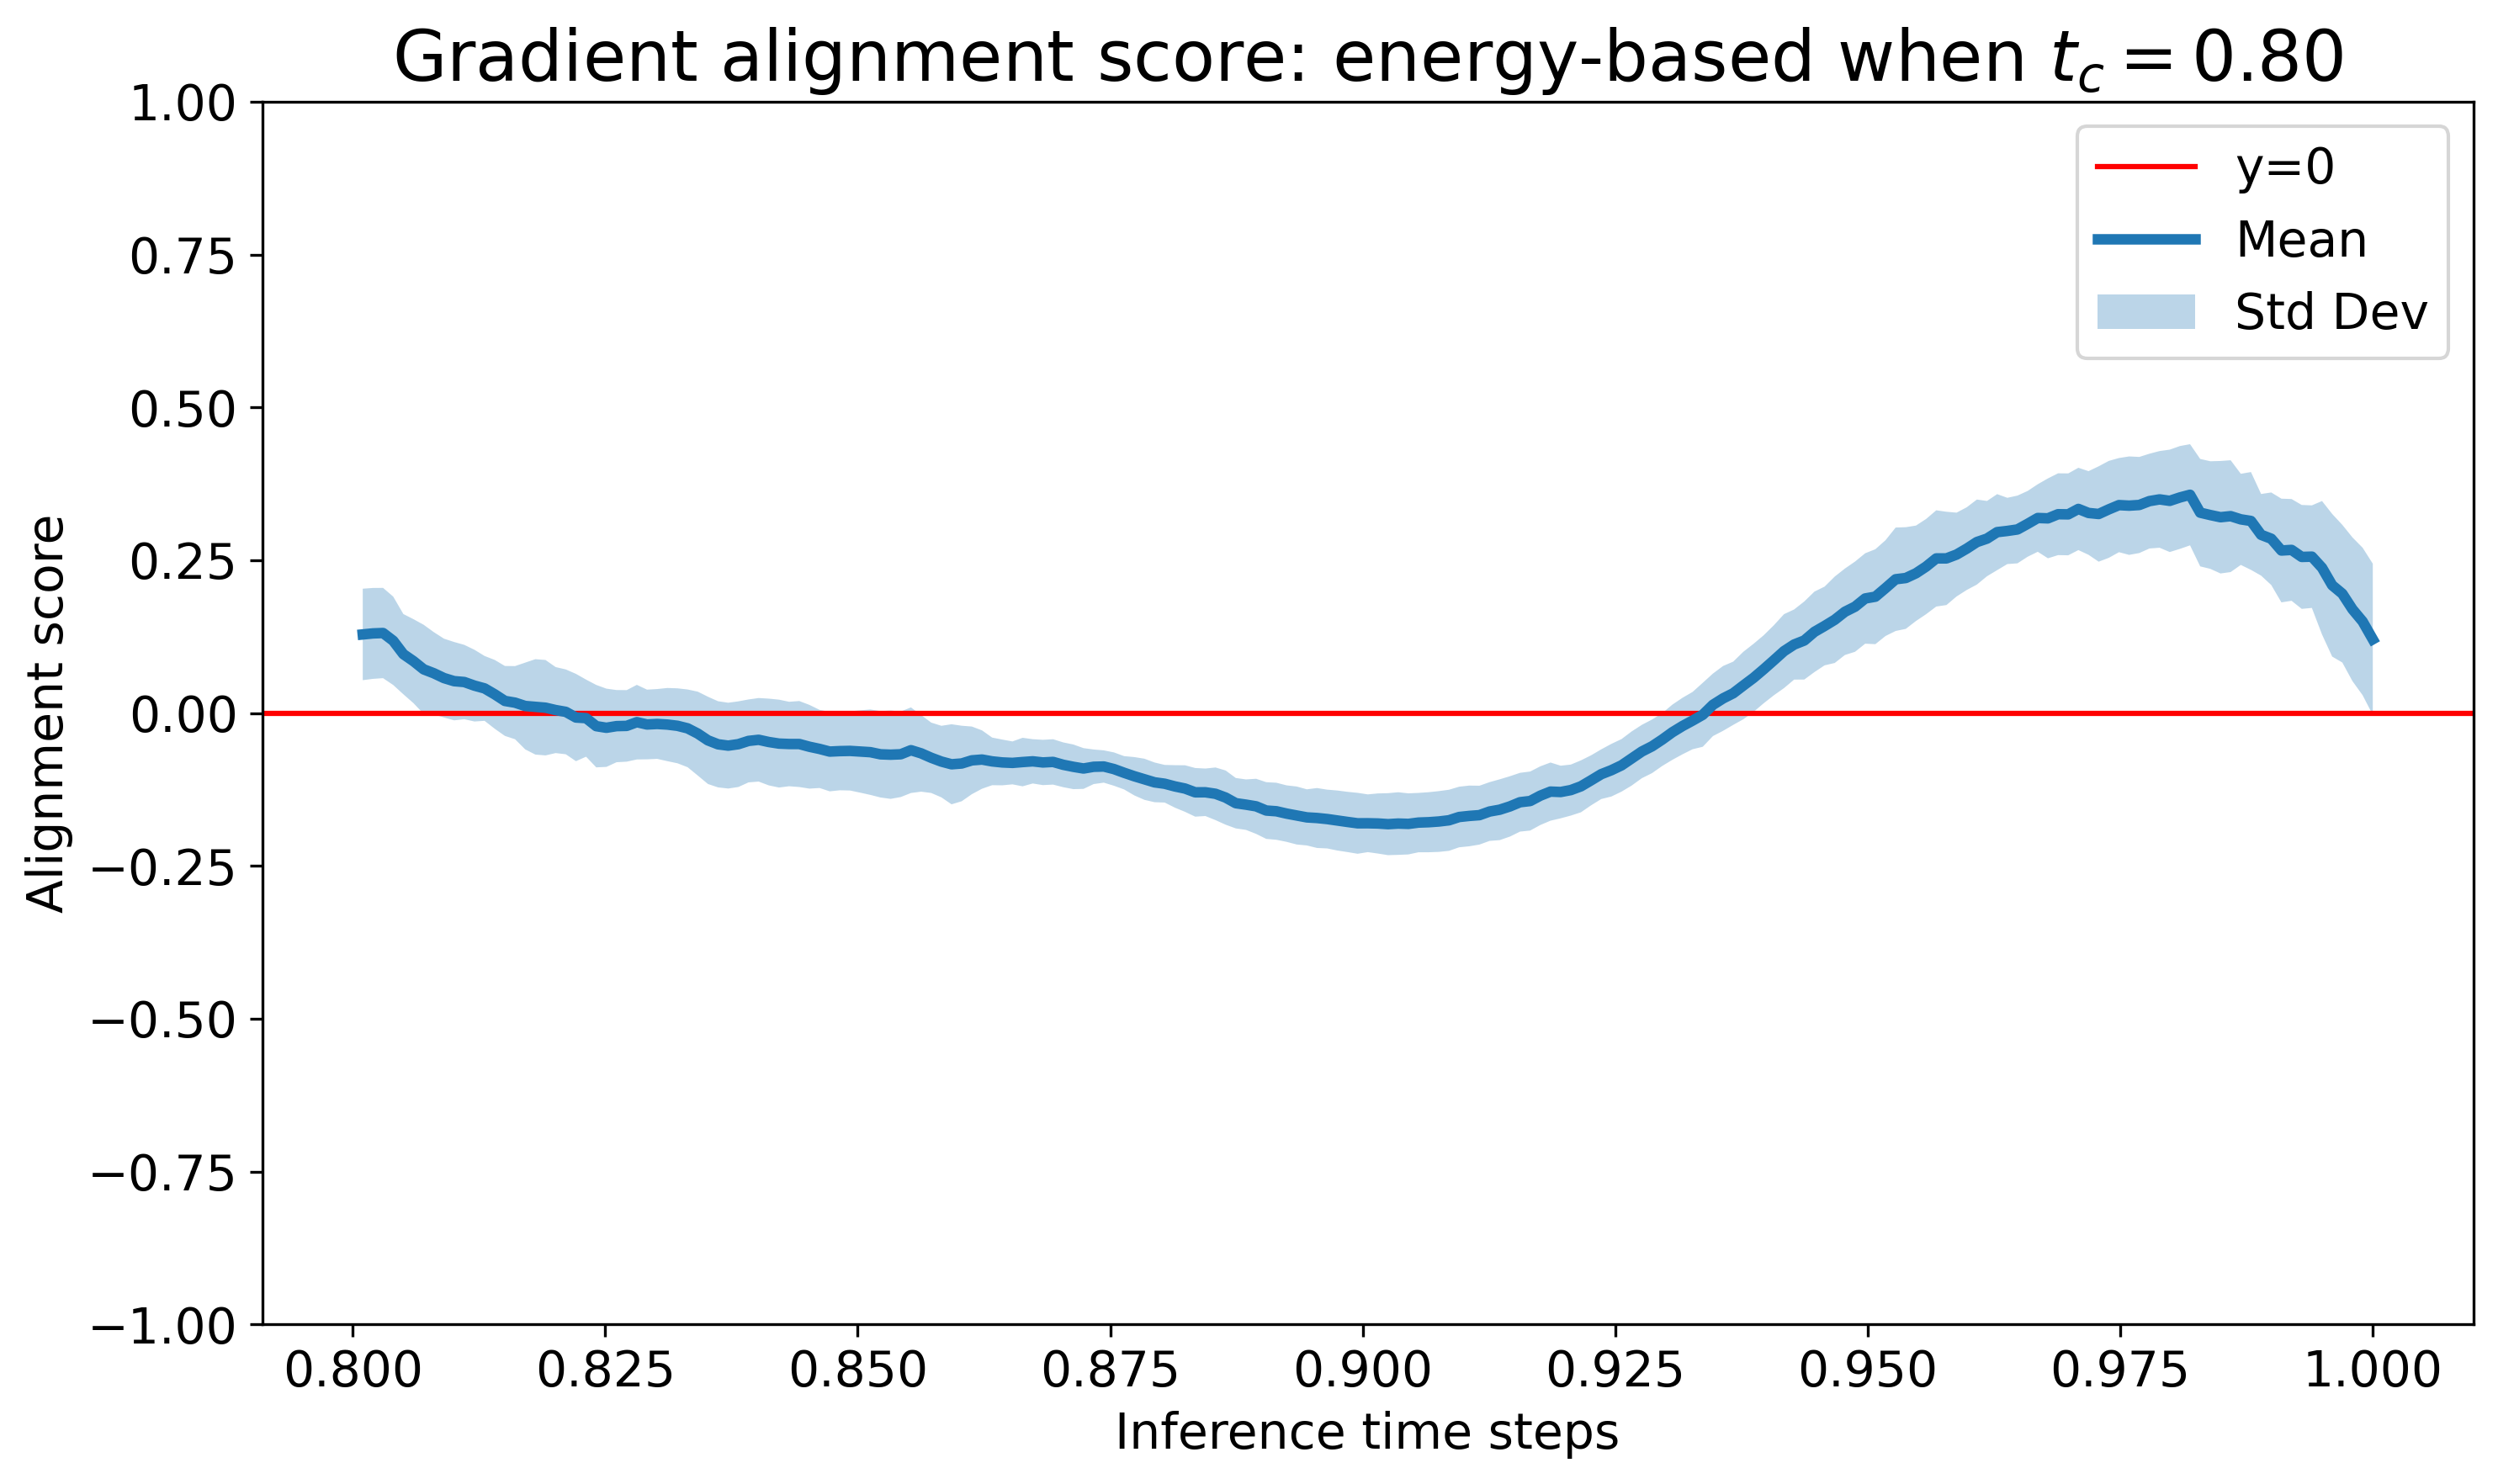 Gradient alignment score: energy-based when $t_c = 0.80$
1.00
0.75
0.50
0.25
0.00
−0.25
−0.50
−0.75
−1.00
Alignment score
y=0
Mean
Std Dev
0.800 0.825 0.850 0.875 0.900 0.925 0.950 0.975 1.000
Inference time steps